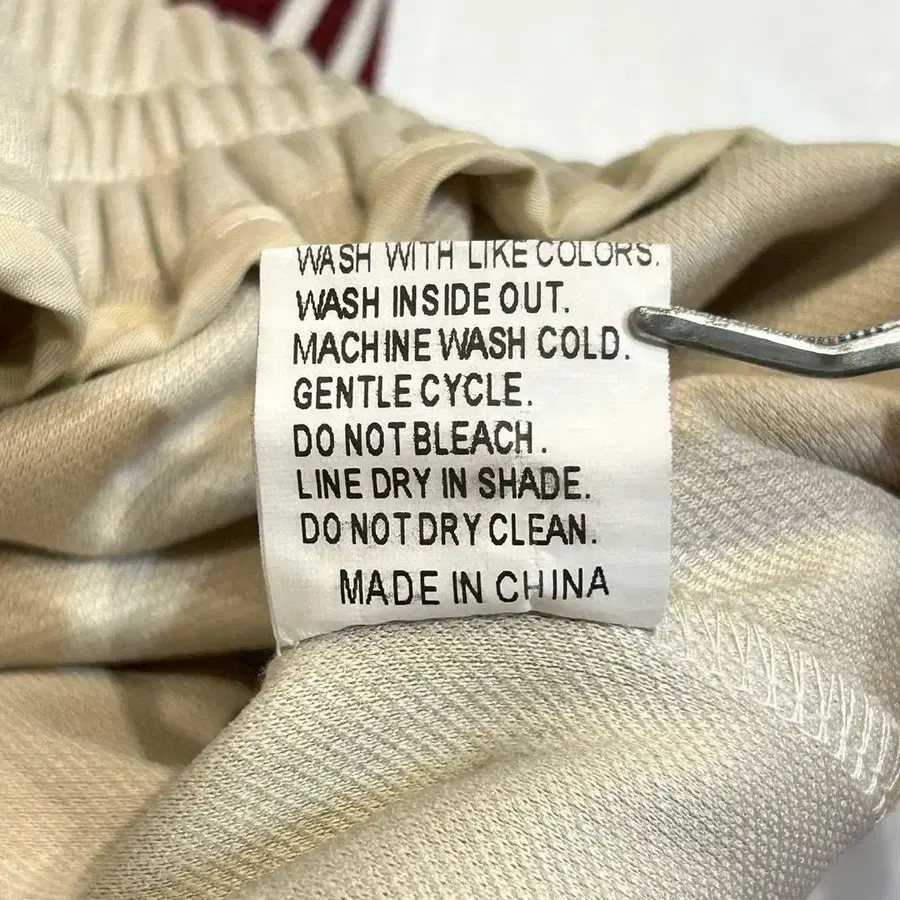 WASH WITH LIKE COLORS.
WASH INSIDE OUT.
MACHINE WASH COLD.
GENTLE CYCLE.
DO NOT BLEACH.
LINE DRY IN SHADE.
DO NOT DRY CLEAN.
MADE IN CHINA